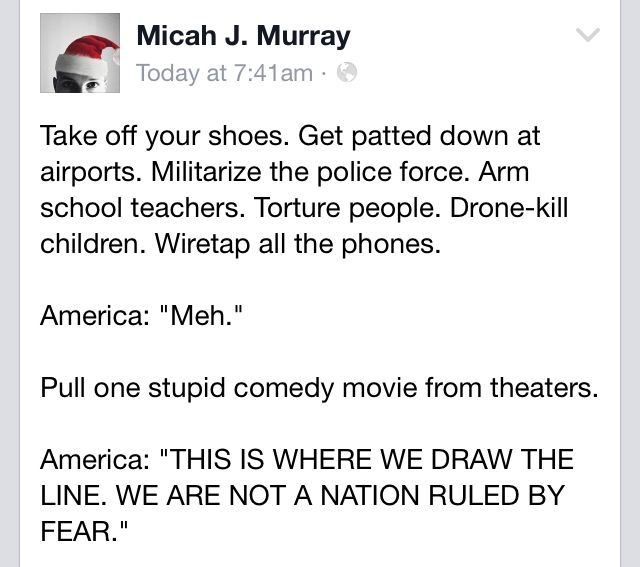 Micah J. Murray
Today at 7:41am ·
Take off your shoes. Get patted down at
airports. Militarize the police force. Arm
school teachers. Torture people. Drone-kill
children. Wiretap all the phones.
America: "Meh."
Pull one stupid comedy movie from theaters.
America: "THIS IS WHERE WE DRAW THE
LINE. WE ARE NOT A NATION RULED BY
FEAR."